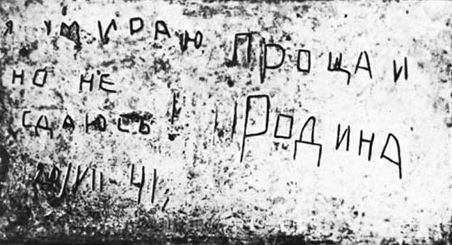 Я УМИРАЮ
НО НЕ
СДАЮСЬ!
20/VII-41.
ПРОЩАЙ
РОДИНА